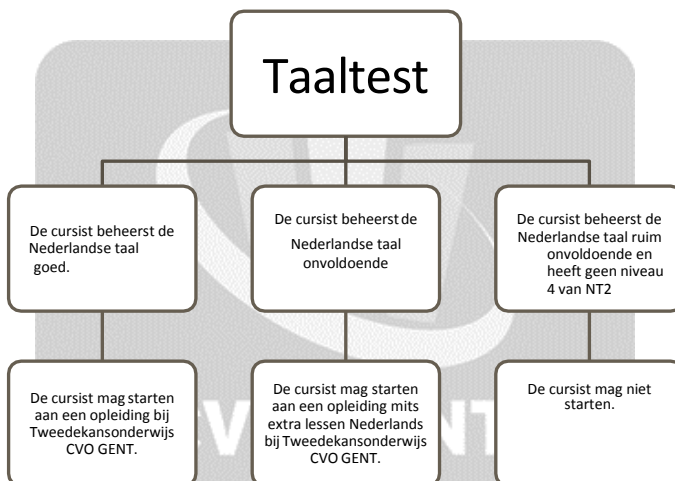 Taaltest
De cursist beheerst de
Nederlandse taal
goed.
De cursist beheerst de
Nederlandse taal
onvoldoende
De cursist beheerst de
Nederlandse taal ruim
onvoldoende en
heeft geen niveau
4 van NT2
De cursist mag starten
aan een opleiding bij
Tweedekansonderwijs
CVO GENT.
De cursist mag starten
aan een opleiding mits
extra lessen Nederlands
bij Tweedekansonderwijs
CVO GENT.
De cursist mag niet
starten.